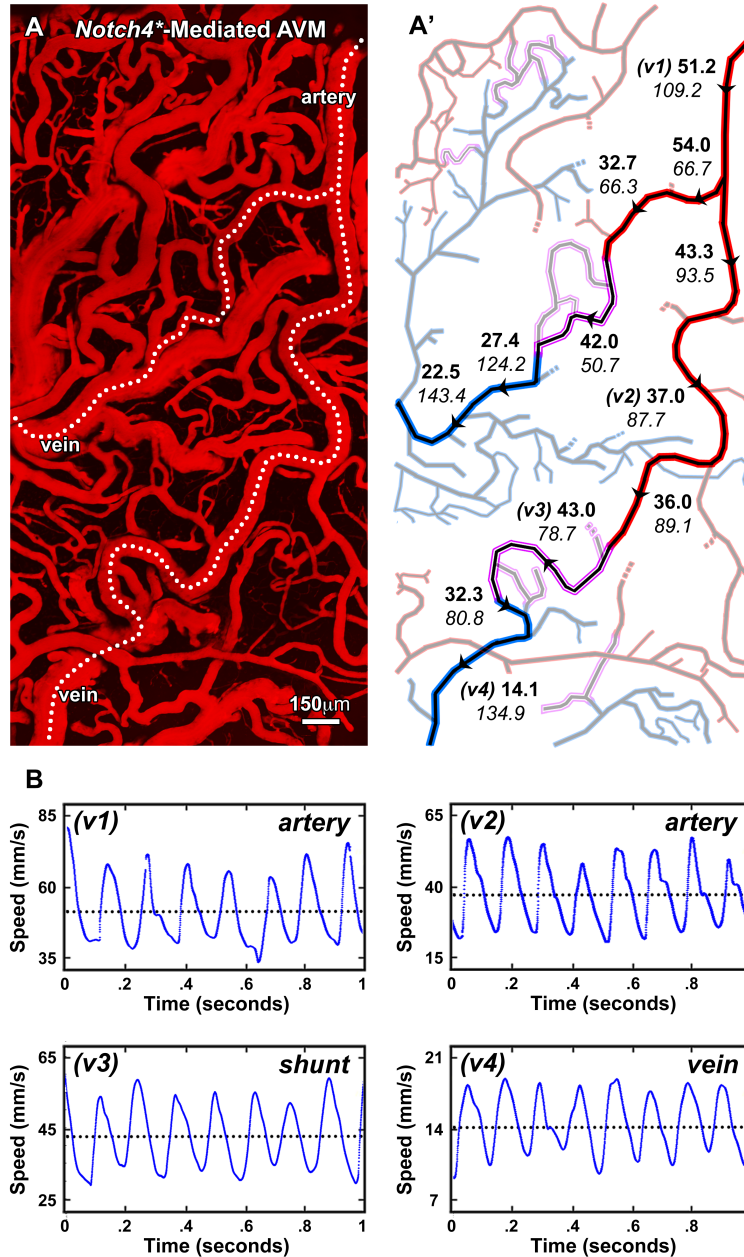 A
Notch4*-Mediated AVM
artery
vein
vein
150μm
A'
(v1) 51.2
109.2
54.0
66.7
32.7
66.3
43.3
93.5
42.0
50.7
27.4
124.2
22.5
143.4
(v2) 37.0
87.7
36.0
89.1
(v3) 43.0
78.7
32.3
80.8
(v4) 14.1
134.9
B
(v1)
artery
Speed (mm/s)
85
60
35
0 .2 .4 .6 .8 1
Time (seconds)
(v2)
artery
Speed (mm/s)
65
40
15
0 .2 .4 .6 .8
Time (seconds)
(v3)
shunt
Speed (mm/s)
65
45
25
0 .2 .4 .6 .8 1
Time (seconds)
(v4)
vein
Speed (mm/s)
21
14
7
0 .2 .4 .6 .8
Time (seconds)